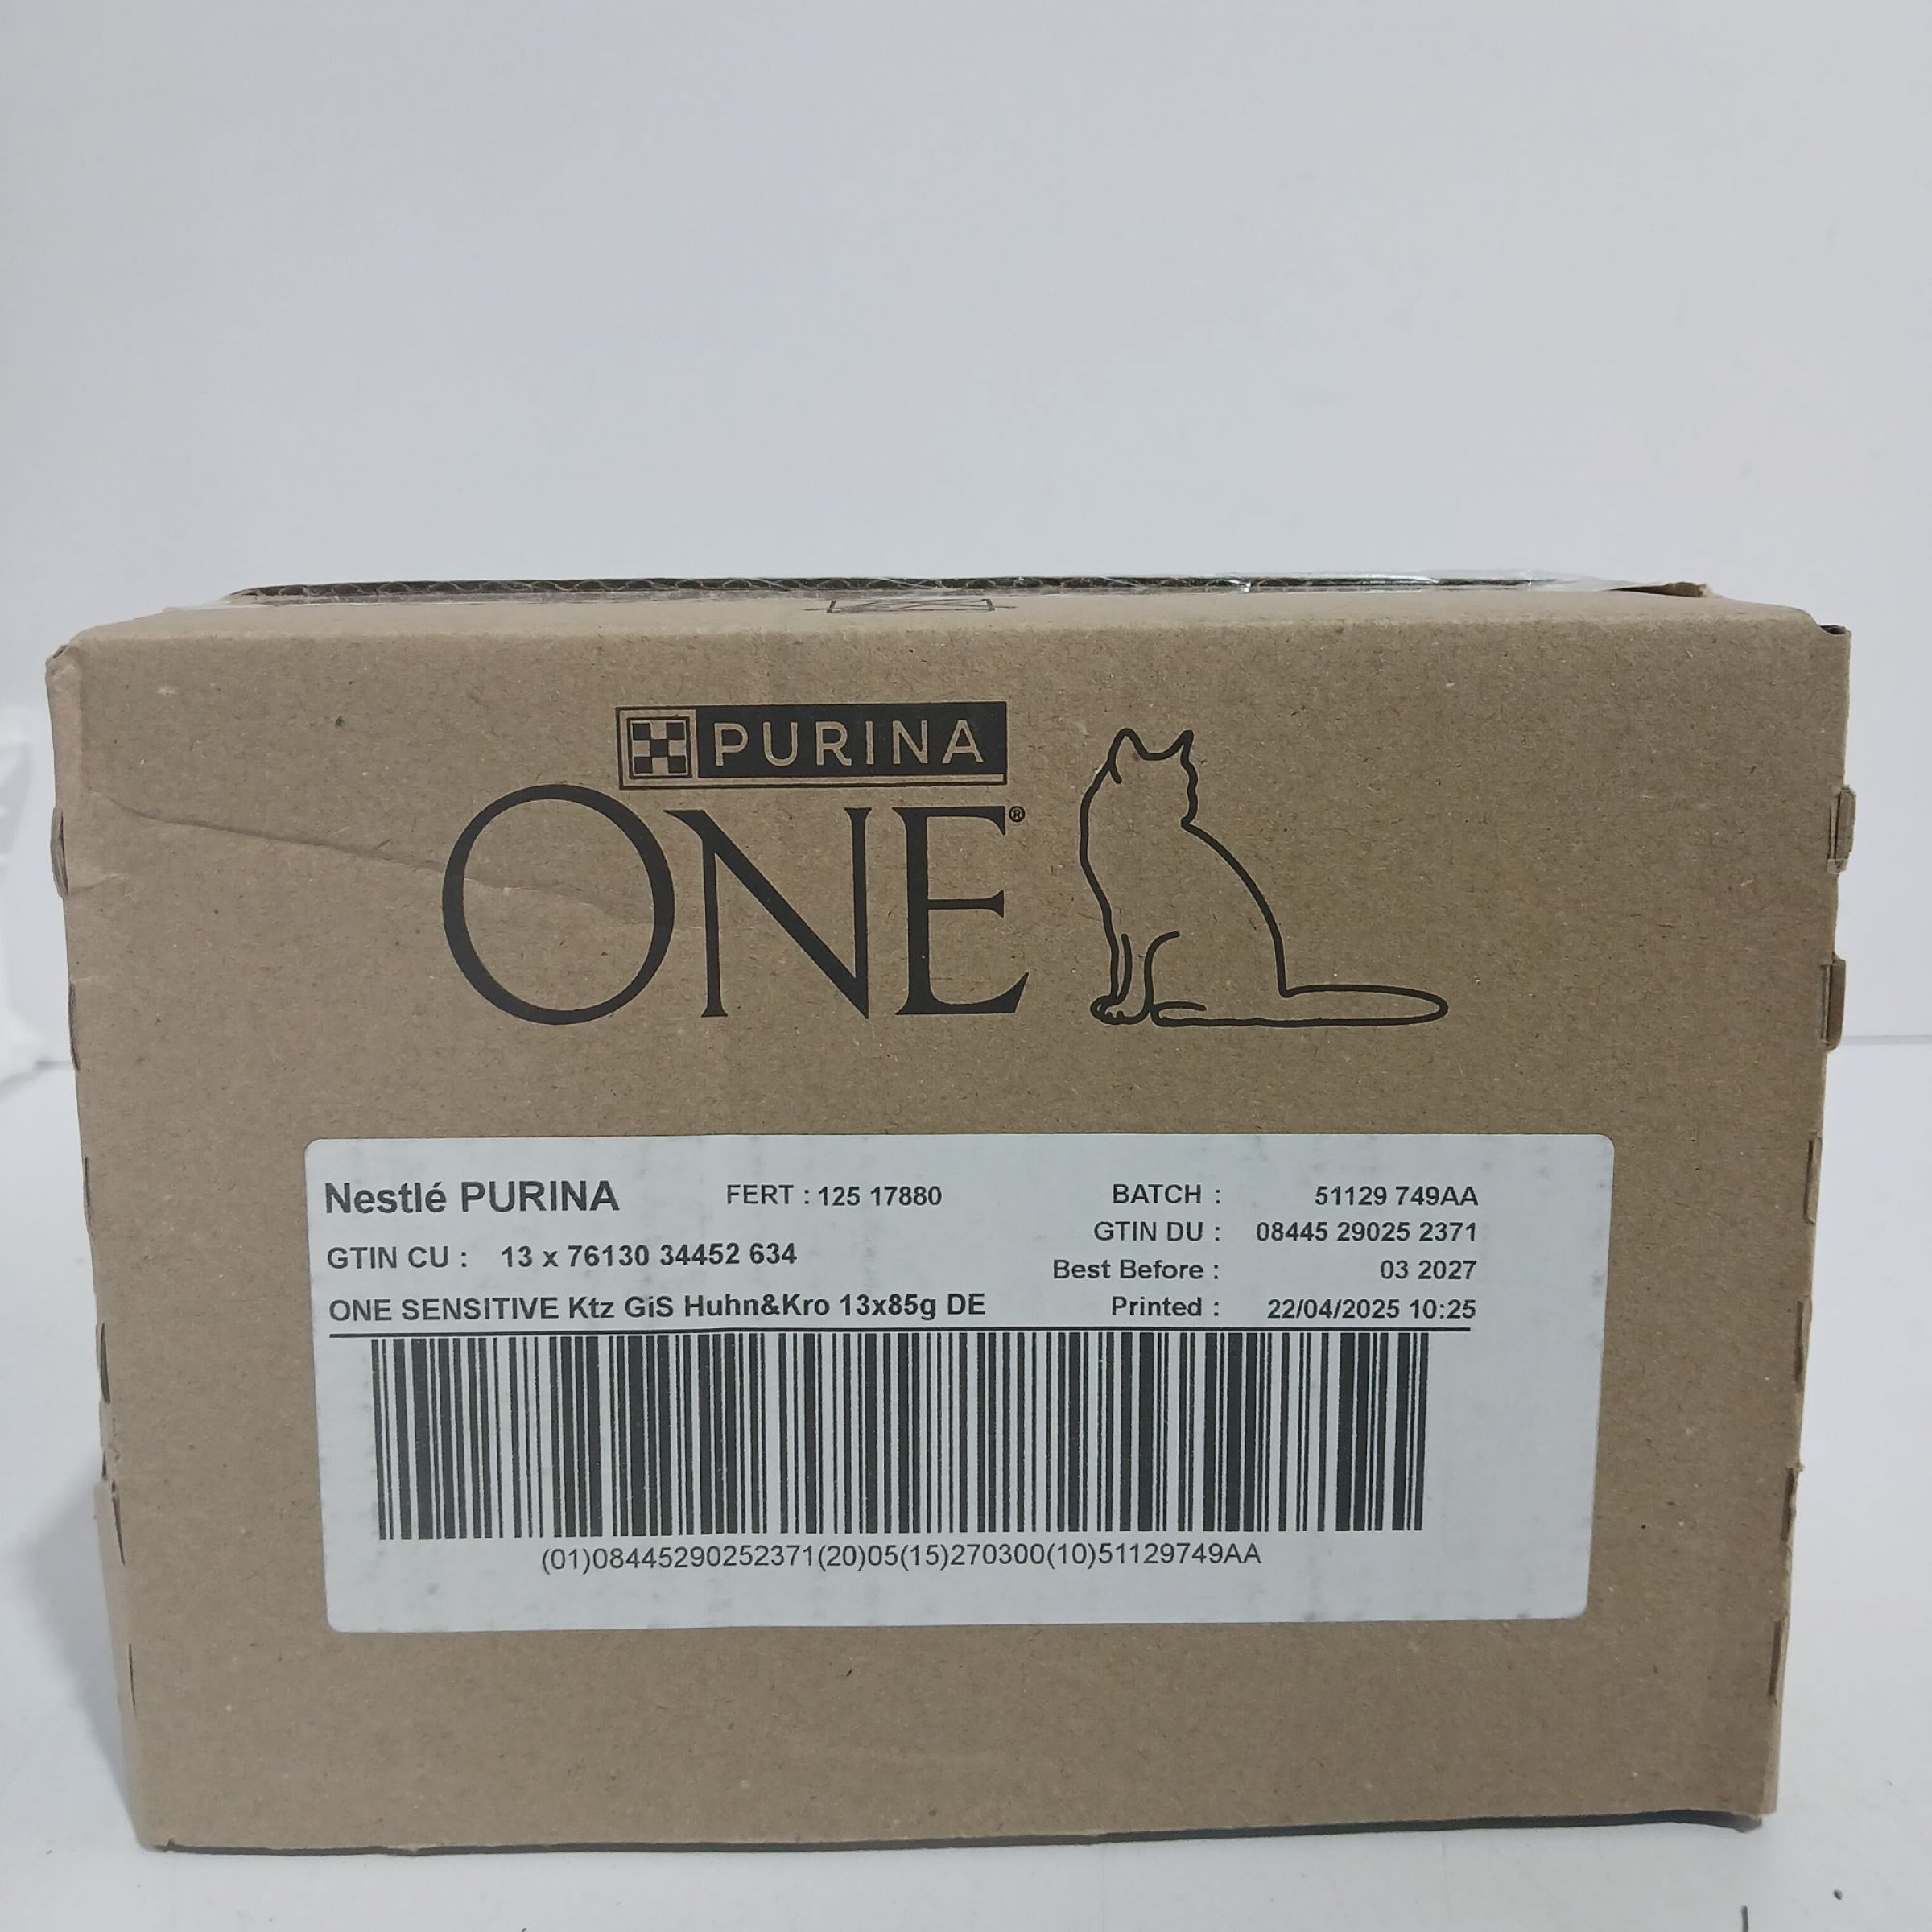 PURINA
ONE®
Nestlé PURINA FERT : 125 17880 BATCH : 51129 749AA
GTIN DU : 08445 29025 2371
GTIN CU : 13 x 76130 34452 634
Best Before : 03 2027
ONE SENSITIVE Ktz GiS Huhn&Kro 13x85g DE Printed : 22/04/2025 10:25
(01)08445290252371(20)05(15)270300(10)51129749AA